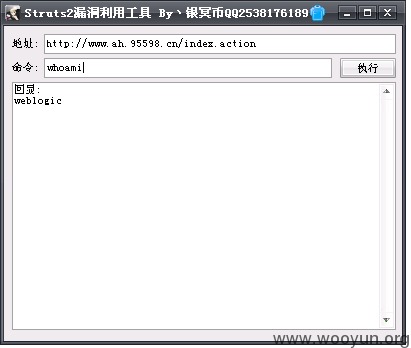 Struts2漏洞利用工具 By丶银冥币QQ2538176189
地址: http://www.ah.95598.cn/index.action
命令: whoami 执行
回显:
weblogic
www.wooyun.org